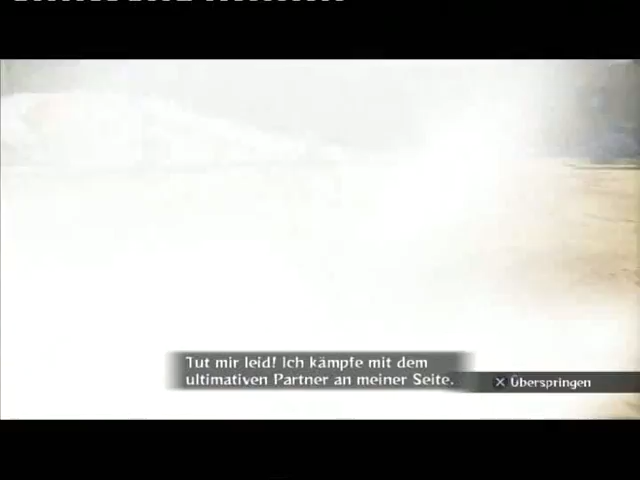 Tut mir leid! Ich kämpfe mit dem
ultimativen Partner an meiner Seite.
Überspringen